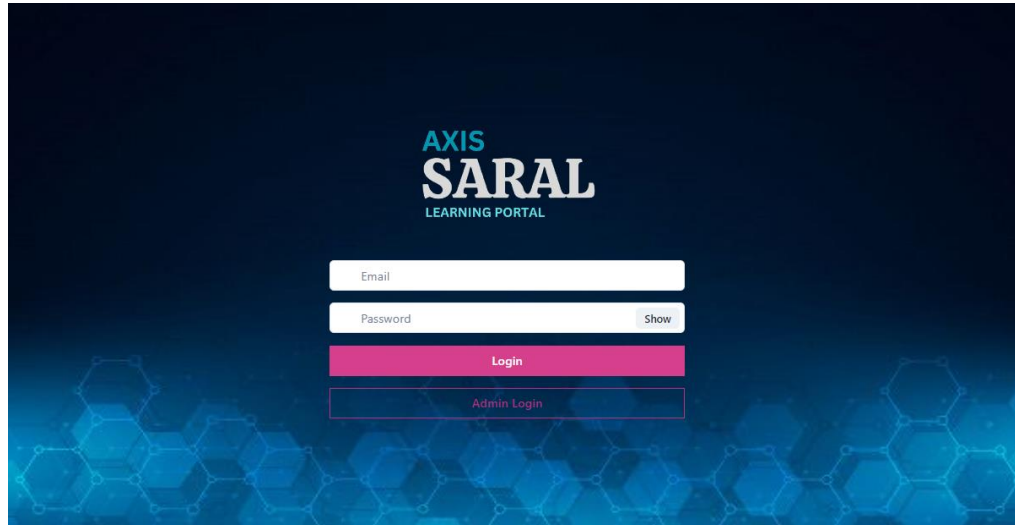 AXIS
SARAL
LEARNING PORTAL
Email
Password
Show
Login
Admin Login